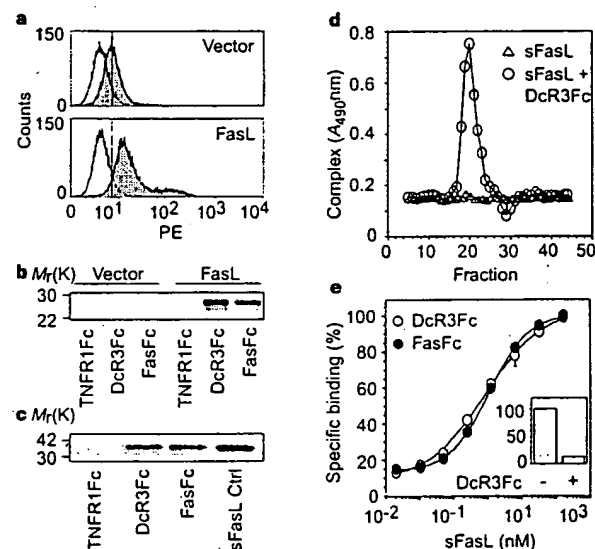 a
150
Vector
0
150
FasL
0
Counts
0 10¹ 10² 10³ 10⁴
PE
b Mr(K) Vector FasL
30
22
TNFR1Fc DcR3Fc FasFc TNFR1Fc DcR3Fc FasFc
c Mr(K)
42
30
TNFR1Fc DcR3Fc FasFc sFasL Ctrl
d
△ sFasL
○ sFasL +
DcR3Fc
0.8
0.6
0.4
0.2
0
Complex (A490nm)
0 10 20 30 40 50
Fraction
e
○ DcR3Fc
● FasFc
100
80
60
40
20
0
Specific binding (%)
100
50
0
DcR3Fc - +
10⁻² 10⁻¹ 10⁰ 10¹ 10² 10³
sFasL (nM)